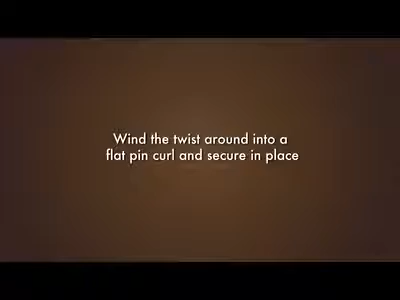 Wind the twist around into a
flat pin curl and secure in place